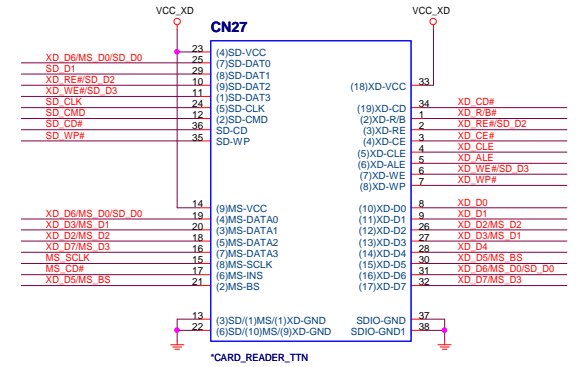 VCC_XD VCC_XD
CN27
23 (4)SD-VCC
XD_D6/MS_D0/SD_D0 25 (7)SD-DAT0
SD_D1 29 (8)SD-DAT1
XD_RE#/SD_D2 10 (9)SD-DAT2
XD_WE#/SD_D3 11 (1)SD-DAT3
SD_CLK 24 (5)SD-CLK
SD_CMD 12 (2)SD-CMD
SD_CD# 36 SD-CD
SD_WP# 35 SD-WP
(18)XD-VCC 33
(19)XD-CD 34 XD_CD#
(2)XD-R/B 1 XD_R/B#
(3)XD-RE 2 XD_RE#/SD_D2
(4)XD-CE 3 XD_CE#
(5)XD-CLE 4 XD_CLE
(6)XD-ALE 5 XD_ALE
(7)XD-WE 6 XD_WE#/SD_D3
(8)XD-WP 7 XD_WP#
14 (9)MS-VCC
XD_D6/MS_D0/SD_D0 19 (4)MS-DATA0
XD_D3/MS_D1 20 (3)MS-DATA1
XD_D2/MS_D2 18 (5)MS-DATA2
XD_D7/MS_D3 16 (7)MS-DATA3
MS_SCLK 15 (8)MS-SCLK
MS_CD# 17 (6)MS-INS
XD_D5/MS_BS 21 (2)MS-BS
(10)XD-D0 8 XD_D0
(11)XD-D1 9 XD_D1
(12)XD-D2 26 XD_D2/MS_D2
(13)XD-D3 27 XD_D3/MS_D1
(14)XD-D4 28 XD_D4
(15)XD-D5 30 XD_D5/MS_BS
(16)XD-D6 31 XD_D6/MS_D0/SD_D0
(17)XD-D7 32 XD_D7/MS_D3
13 (3)SD/(1)MS/(1)XD-GND SDIO-GND 37
22 (6)SD/(10)MS/(9)XD-GND SDIO-GND1 38
*CARD_READER_TTN